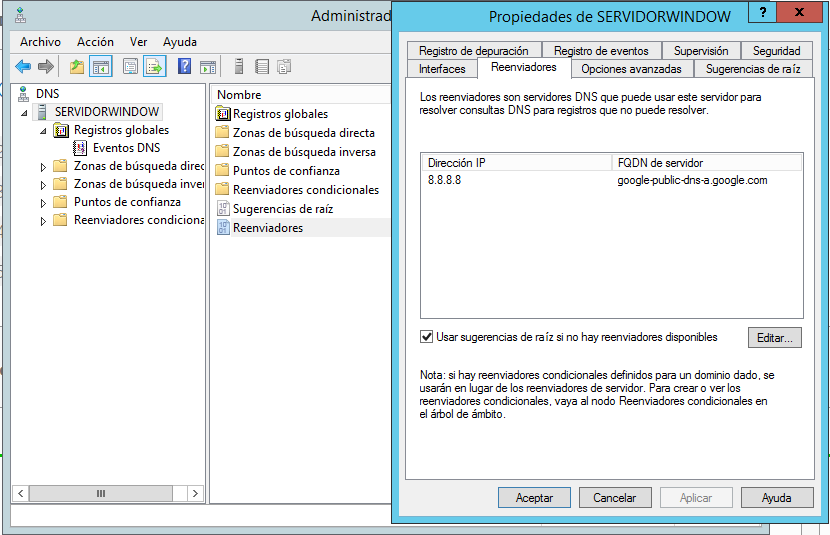 Administrad
Archivo Acción Ver Ayuda
DNS
SERVIDORWINDOW
Registros globales
Eventos DNS
Zonas de búsqueda direc
Zonas de búsqueda inver
Puntos de confianza
Reenviadores condiciona
Nombre
Registros globales
Zonas de búsqueda directa
Zonas de búsqueda inversa
Puntos de confianza
Reenviadores condicionales
Sugerencias de raíz
Reenviadores
Propiedades de SERVIDORWINDOW
Registro de depuración Registro de eventos Supervisión Seguridad
Interfaces Reenviadores Opciones avanzadas Sugerencias de raíz
Los reenviadores son servidores DNS que puede usar este servidor para
resolver consultas DNS para registros que no puede resolver.
Dirección IP FQDN de servidor
8.8.8.8 google-public-dns-a.google.com
Usar sugerencias de raíz si no hay reenviadores disponibles Editar...
Nota: si hay reenviadores condicionales definidos para un dominio dado, se
usarán en lugar de los reenviadores de servidor. Para crear o ver los
reenviadores condicionales, vaya al nodo Reenviadores condicionales en
el árbol de ámbito.
Aceptar Cancelar Aplicar Ayuda